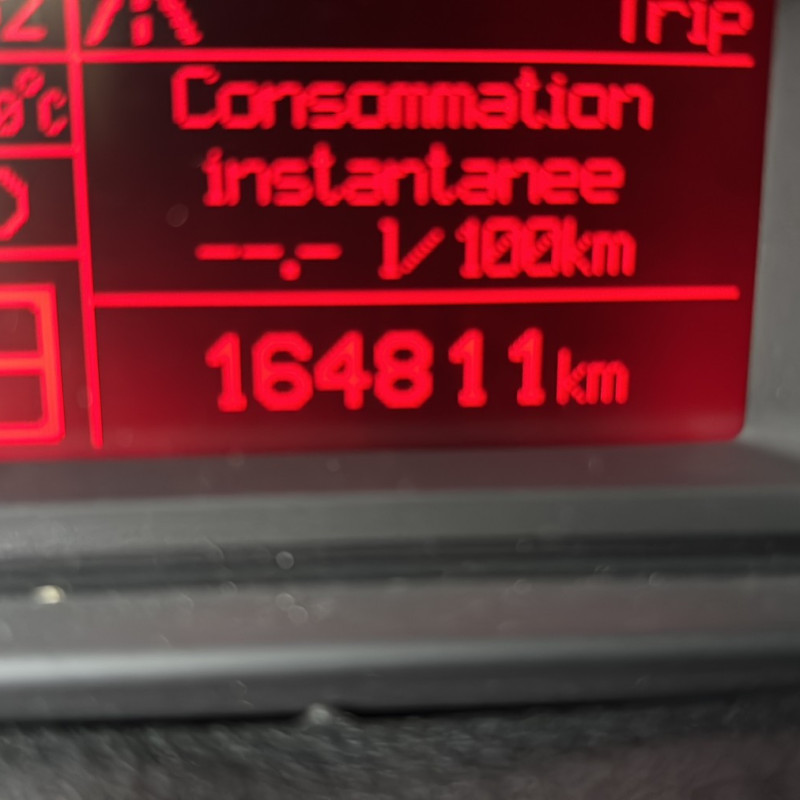 Trip
°C
Consommation
instantanee
--.- l/100km
164811km